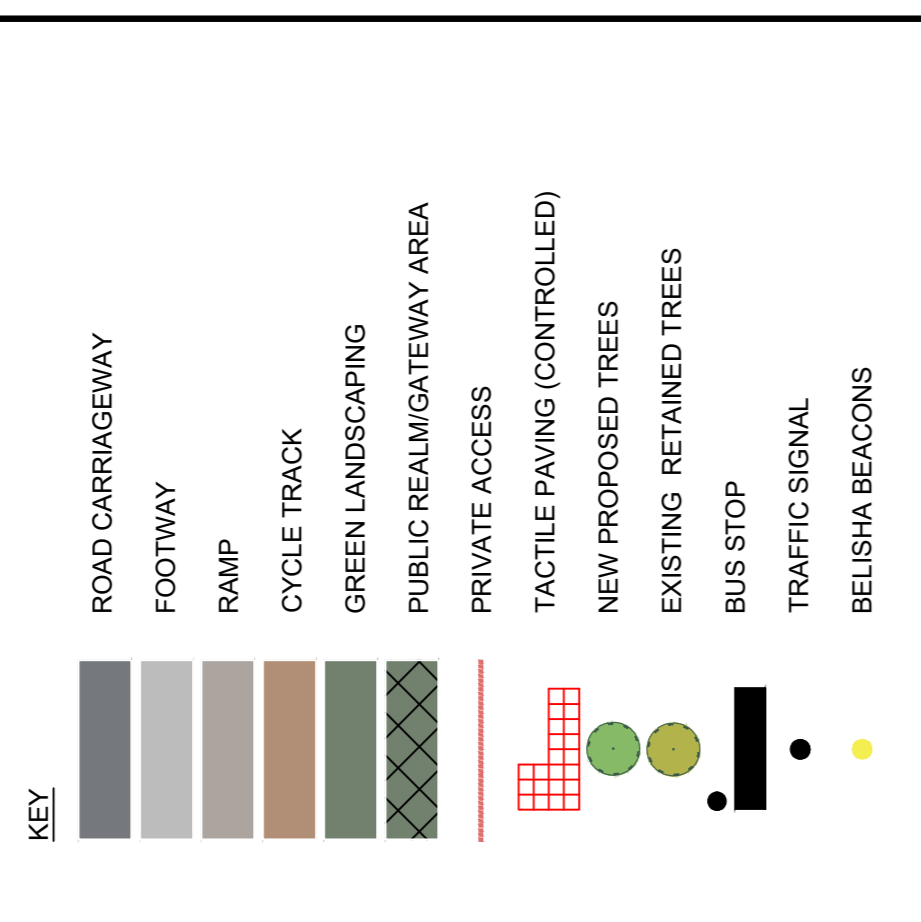 KEY
ROAD CARRIAGEWAY
FOOTWAY
RAMP
CYCLE TRACK
GREEN LANDSCAPING
PUBLIC REALM/GATEWAY AREA
PRIVATE ACCESS
TACTILE PAVING (CONTROLLED)
NEW PROPOSED TREES
EXISTING  RETAINED TREES
BUS STOP
TRAFFIC SIGNAL
BELISHA BEACONS